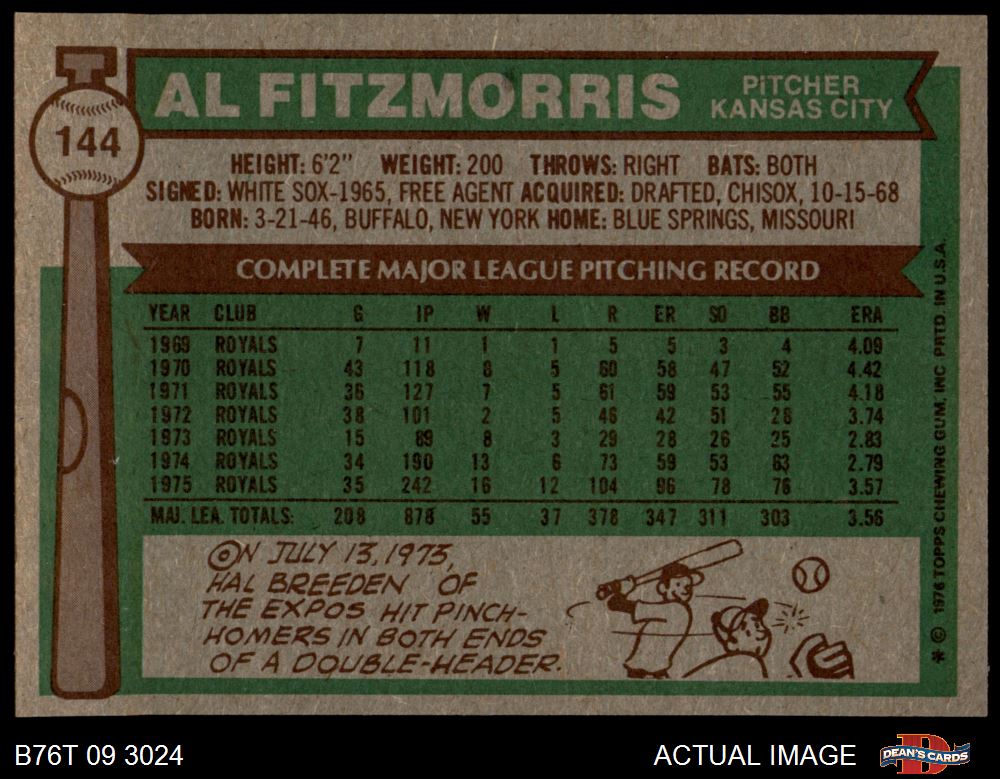 144
AL FITZMORRIS
PITCHER
KANSAS CITY
HEIGHT: 6'2" WEIGHT: 200 THROWS: RIGHT BATS: BOTH
SIGNED: WHITE SOX-1965, FREE AGENT ACQUIRED: DRAFTED, CHISOX, 10-15-68
BORN: 3-21-46, BUFFALO, NEW YORK HOME: BLUE SPRINGS, MISSOURI
COMPLETE MAJOR LEAGUE PITCHING RECORD
YEAR CLUB G IP W L R ER SO BB ERA
1969 ROYALS 7 11 1 1 5 5 3 4 4.09
1970 ROYALS 43 118 8 5 60 58 47 52 4.42
1971 ROYALS 36 127 7 5 61 59 53 55 4.18
1972 ROYALS 38 101 2 5 46 42 51 28 3.74
1973 ROYALS 15 89 8 3 29 28 26 25 2.83
1974 ROYALS 34 190 13 6 73 59 53 63 2.79
1975 ROYALS 35 242 16 12 104 96 78 76 3.57
MAJ. LEA. TOTALS: 208 878 55 37 378 347 311 303 3.56
ON JULY 13, 1973,
HAL BREEDEN OF
THE EXPOS HIT PINCH-
HOMERS IN BOTH ENDS
OF A DOUBLE-HEADER.
* © 1976 TOPPS CHEWING GUM, INC. PRTD. IN U.S.A.
B76T 09 3024
ACTUAL IMAGE
DEAN'S CARDS